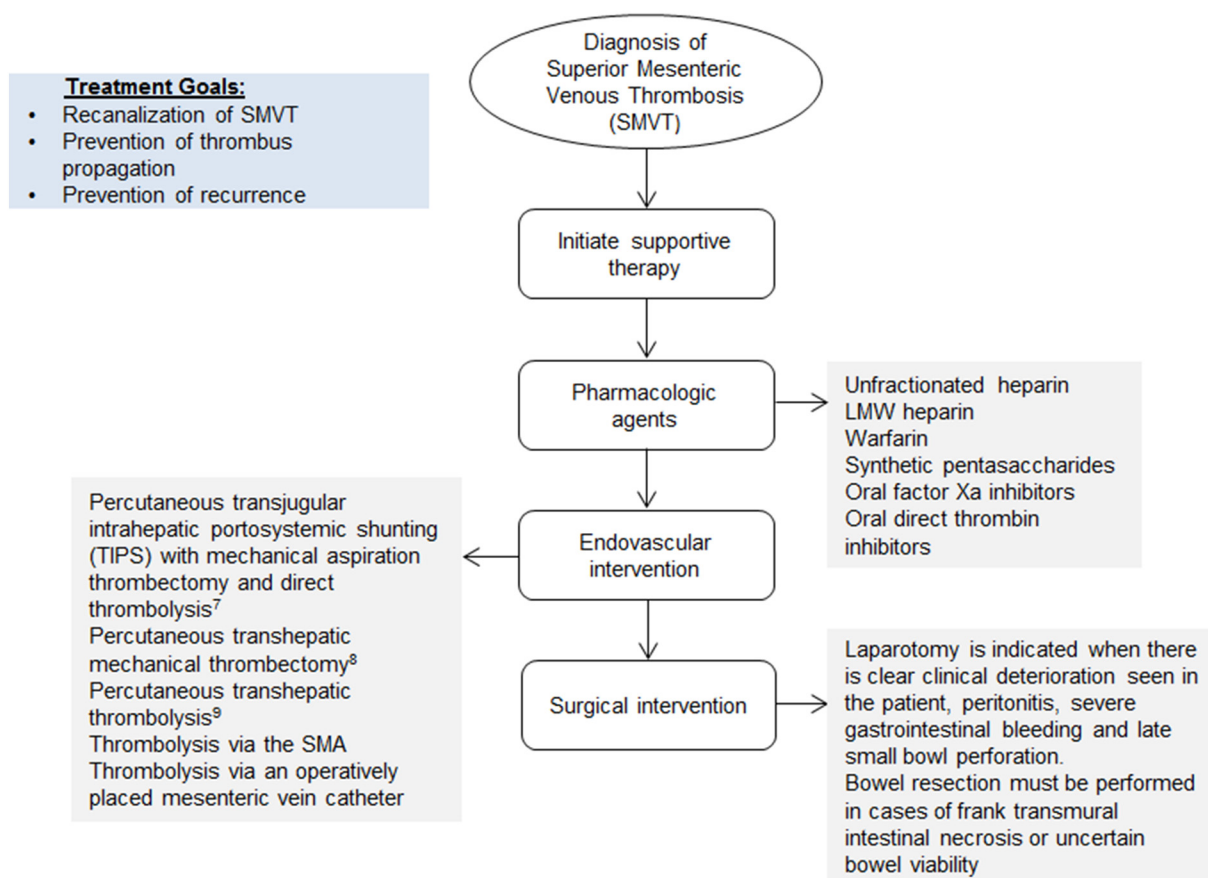 Diagnosis of
Superior Mesenteric
Venous Thrombosis
(SMVT)
Treatment Goals:
• Recanalization of SMVT
• Prevention of thrombus
propagation
• Prevention of recurrence
Initiate supportive
therapy
Pharmacologic
agents
Unfractionated heparin
LMW heparin
Warfarin
Synthetic pentasaccharides
Oral factor Xa inhibitors
Oral direct thrombin
inhibitors
Endovascular
intervention
Percutaneous transjugular
intrahepatic portosystemic shunting
(TIPS) with mechanical aspiration
thrombectomy and direct
thrombolysis⁷
Percutaneous transhepatic
mechanical thrombectomy⁸
Percutaneous transhepatic
thrombolysis⁹
Thrombolysis via the SMA
Thrombolysis via an operatively
placed mesenteric vein catheter
Surgical intervention
Laparotomy is indicated when there
is clear clinical deterioration seen in
the patient, peritonitis, severe
gastrointestinal bleeding and late
small bowl perforation.
Bowel resection must be performed
in cases of frank transmural
intestinal necrosis or uncertain
bowel viability